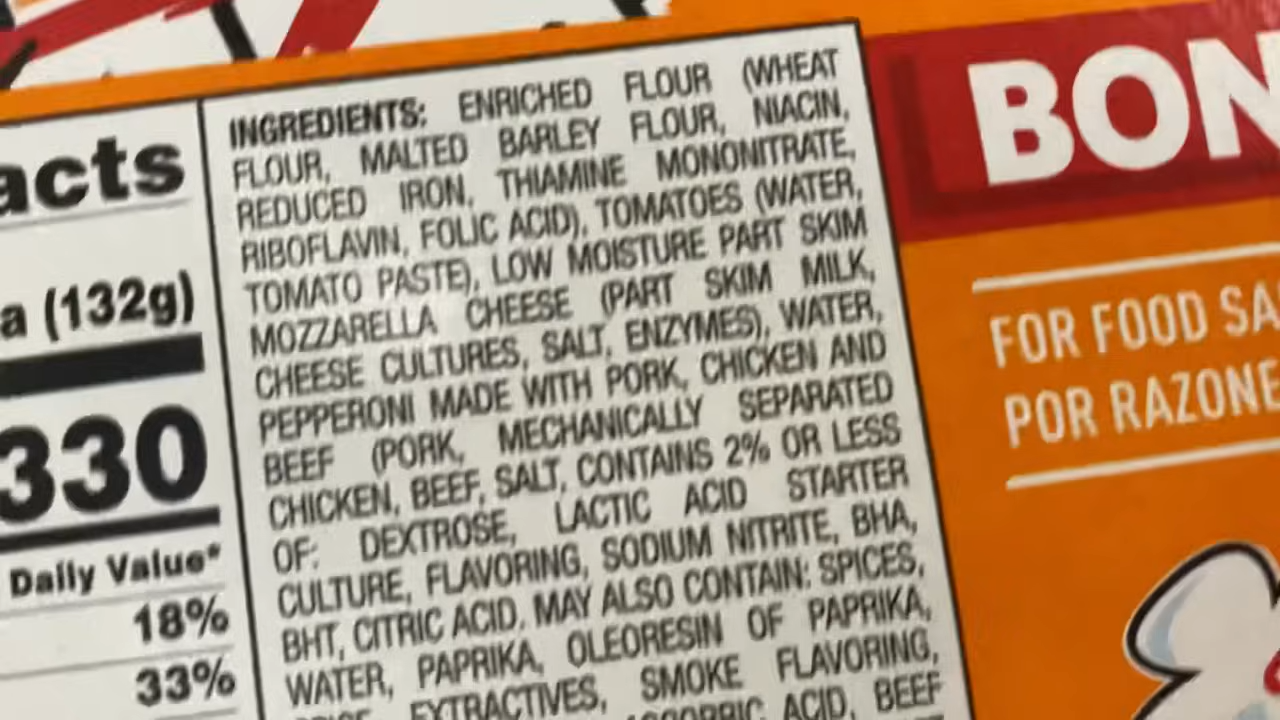 acts
a (132g)
330
Daily Value*
18%
33%
INGREDIENTS: ENRICHED FLOUR (WHEAT
FLOUR, MALTED BARLEY FLOUR, NIACIN,
REDUCED IRON, THIAMINE MONONITRATE,
RIBOFLAVIN, FOLIC ACID), TOMATOES (WATER,
TOMATO PASTE), LOW MOISTURE PART SKIM
MOZZARELLA CHEESE (PART SKIM MILK,
CHEESE CULTURES, SALT, ENZYMES), WATER,
PEPPERONI MADE WITH PORK, CHICKEN AND
BEEF (PORK, MECHANICALLY SEPARATED
CHICKEN, BEEF, SALT, CONTAINS 2% OR LESS
OF: DEXTROSE, LACTIC ACID STARTER
CULTURE, FLAVORING, SODIUM NITRITE, BHA,
BHT, CITRIC ACID. MAY ALSO CONTAIN: SPICES,
WATER, PAPRIKA, OLEORESIN OF PAPRIKA,
EXTRACTIVES, SMOKE FLAVORING,
ACID, BEEF
BON
FOR FOOD SA
POR RAZONE